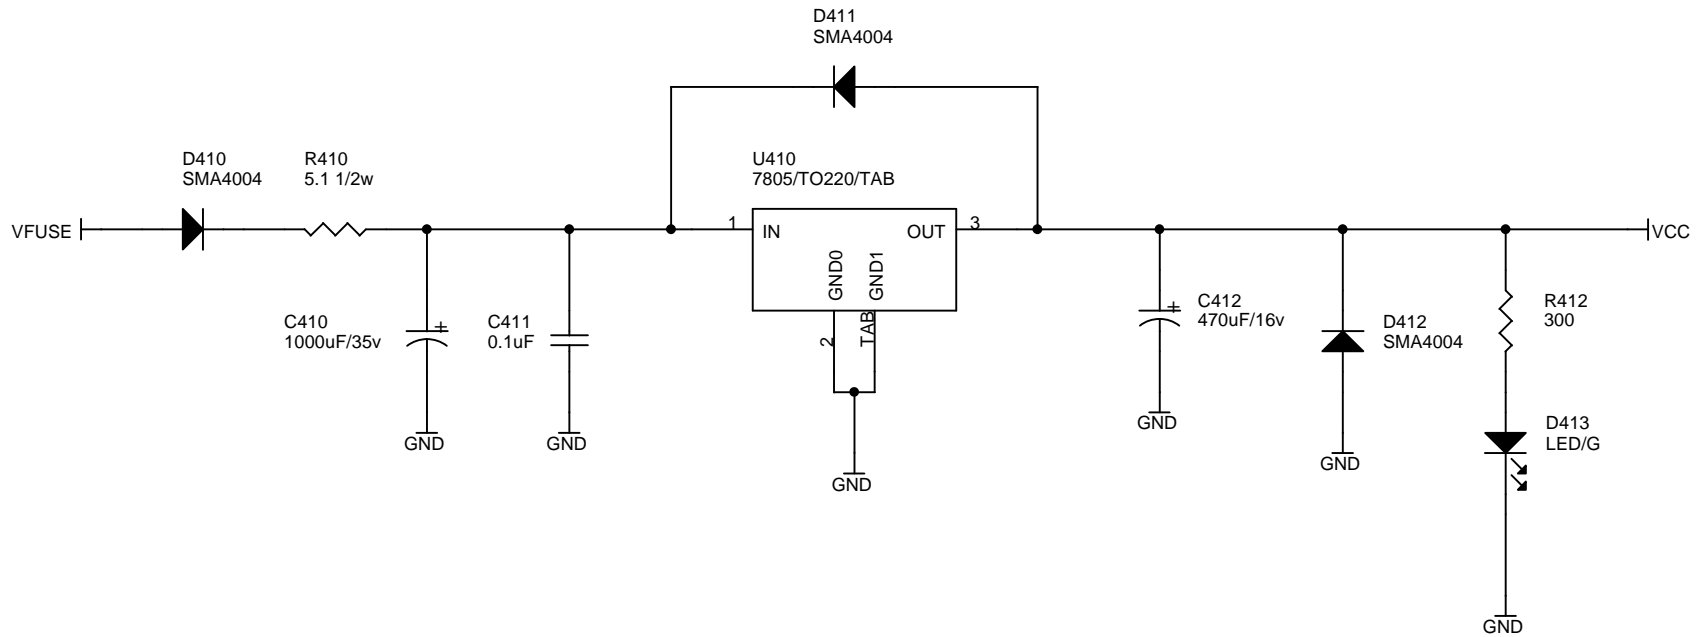 D411
SMA4004
D410
SMA4004
R410
5.1 1/2w
U410
7805/TO220/TAB
VFUSE
1
IN
OUT
3
VCC
GND0
GND1
2
TAB
C410
1000uF/35v
+
C411
0.1uF
+
C412
470uF/16v
D412
SMA4004
R412
300
D413
LED/G
GND
GND
GND
GND
GND
GND